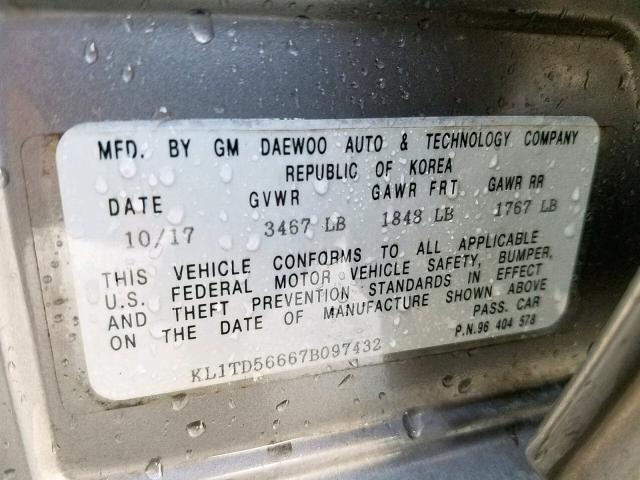 MFD. BY GM DAEWOO AUTO & TECHNOLOGY COMPANY
REPUBLIC OF KOREA
DATE GVWR GAWR FRT GAWR RR
10/17 3467 LB 1848 LB 1767 LB
THIS VEHICLE CONFORMS TO ALL APPLICABLE
U.S. FEDERAL MOTOR VEHICLE SAFETY, BUMPER,
AND THEFT PREVENTION STANDARDS IN EFFECT
ON THE DATE OF MANUFACTURE SHOWN ABOVE
PASS. CAR
P.N.96 404 578
KL1TD56667B097432